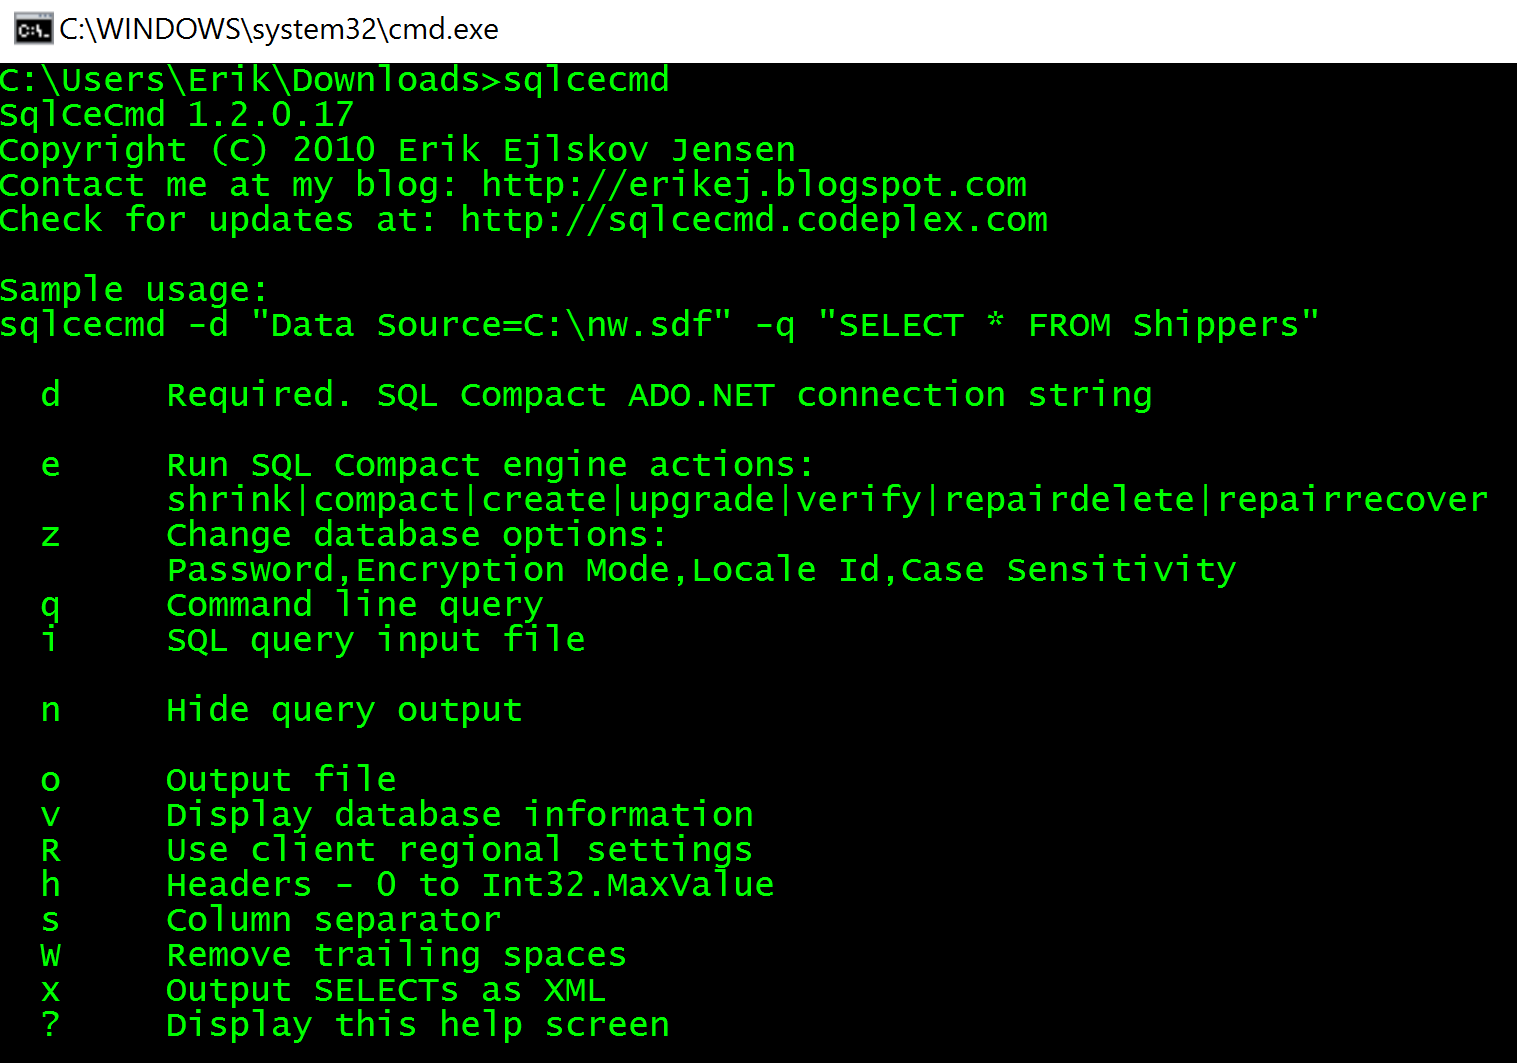 C:\WINDOWS\system32\cmd.exe
C:\Users\Erik\Downloads>sqlcecmd
SqlCeCmd 1.2.0.17
Copyright (C) 2010 Erik Ejlskov Jensen
Contact me at my blog: http://erikej.blogspot.com
Check for updates at: http://sqlcecmd.codeplex.com
Sample usage:
sqlcecmd -d "Data Source=C:\nw.sdf" -q "SELECT * FROM Shippers"
d Required. SQL Compact ADO.NET connection string
e Run SQL Compact engine actions:
shrink|compact|create|upgrade|verify|repairdelete|repairrecover
z Change database options:
Password,Encryption Mode,Locale Id,Case Sensitivity
q Command line query
i SQL query input file
n Hide query output
o Output file
v Display database information
R Use client regional settings
h Headers - 0 to Int32.MaxValue
s Column separator
W Remove trailing spaces
x Output SELECTs as XML
? Display this help screen